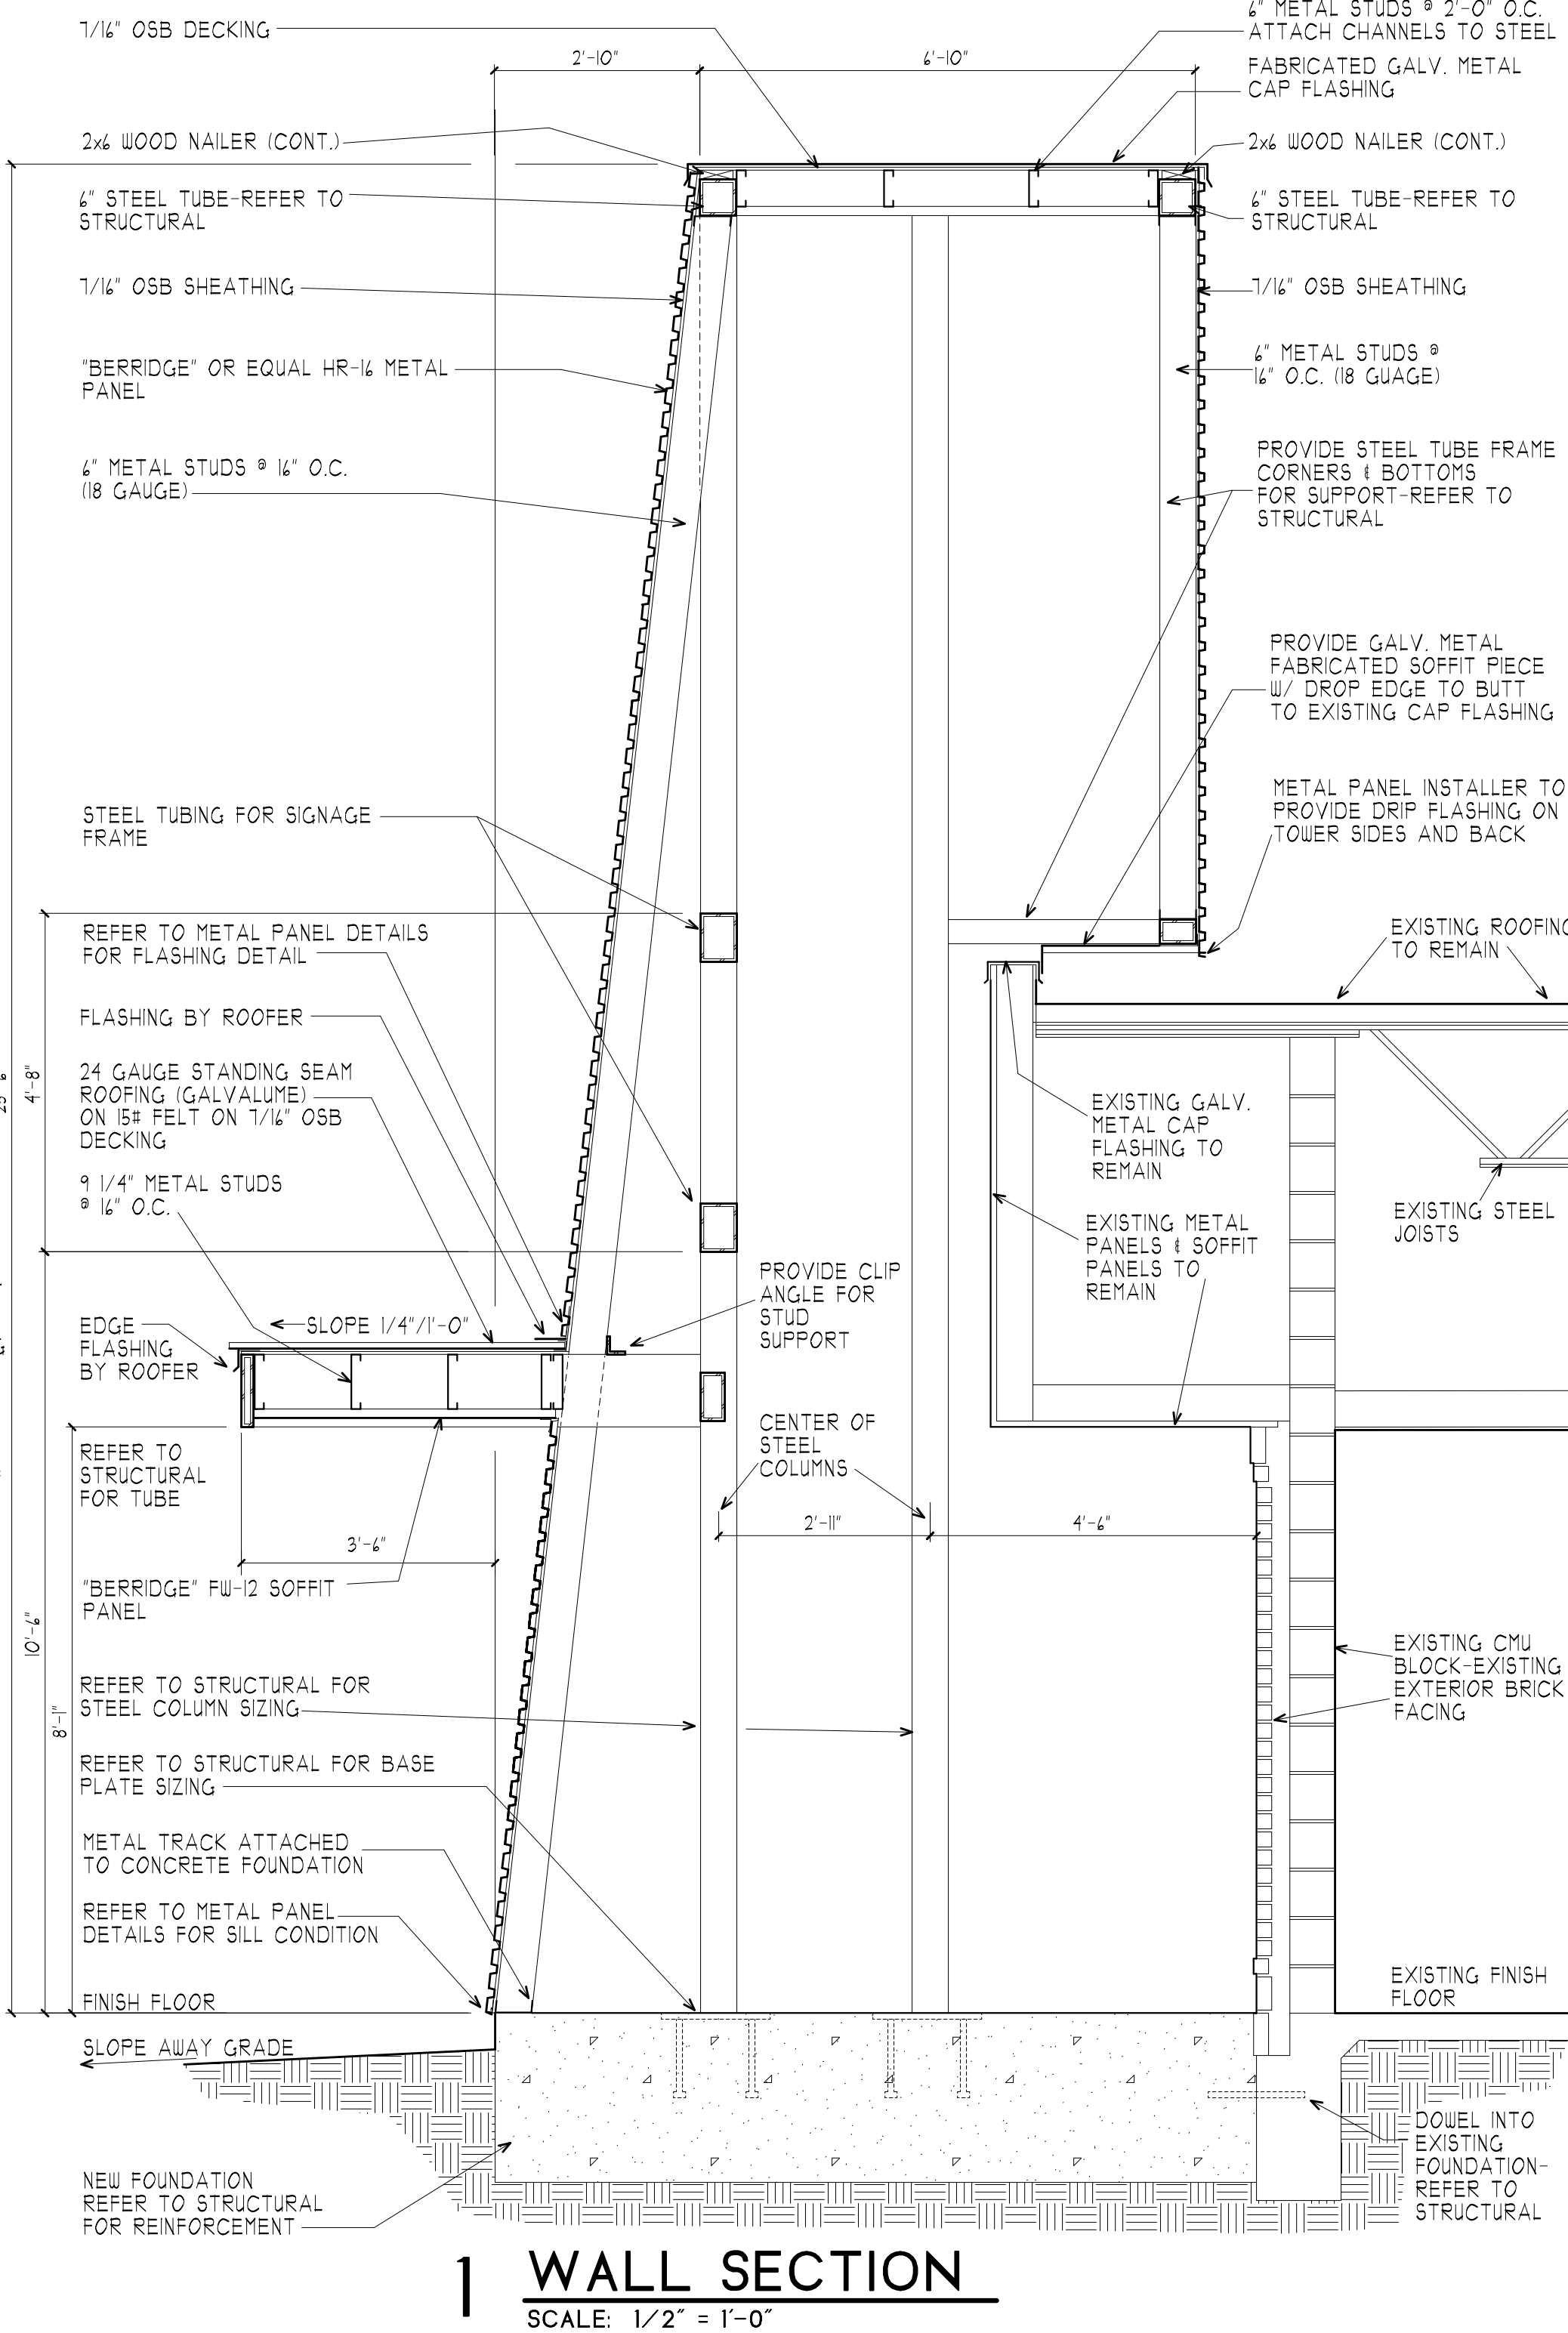 7/16" OSB DECKING
2'-10"
6'-10"
6" METAL STUDS @ 2'-0" O.C.
ATTACH CHANNELS TO STEEL
FABRICATED GALV. METAL
CAP FLASHING
2x6 WOOD NAILER (CONT.)
2x6 WOOD NAILER (CONT.)
6" STEEL TUBE-REFER TO
STRUCTURAL
6" STEEL TUBE-REFER TO
STRUCTURAL
7/16" OSB SHEATHING
7/16" OSB SHEATHING
"BERRIDGE" OR EQUAL HR-16 METAL
PANEL
6" METAL STUDS @
16" O.C. (18 GUAGE)
6" METAL STUDS @ 16" O.C.
(18 GAUGE)
PROVIDE STEEL TUBE FRAME
CORNERS & BOTTOMS
FOR SUPPORT-REFER TO
STRUCTURAL
PROVIDE GALV. METAL
FABRICATED SOFFIT PIECE
W/ DROP EDGE TO BUTT
TO EXISTING CAP FLASHING
STEEL TUBING FOR SIGNAGE
FRAME
METAL PANEL INSTALLER TO
PROVIDE DRIP FLASHING ON
TOWER SIDES AND BACK
REFER TO METAL PANEL DETAILS
FOR FLASHING DETAIL
EXISTING ROOFING
TO REMAIN
FLASHING BY ROOFER
24 GAUGE STANDING SEAM
ROOFING (GALVALUME)
ON 15# FELT ON 7/16" OSB
DECKING
4'-8"
EXISTING GALV.
METAL CAP
FLASHING TO
REMAIN
9 1/4" METAL STUDS
@ 16" O.C.
EXISTING STEEL
JOISTS
EXISTING METAL
PANELS & SOFFIT
PANELS TO
REMAIN
PROVIDE CLIP
ANGLE FOR
STUD
SUPPORT
EDGE
FLASHING
BY ROOFER
SLOPE 1/4"/1'-0"
CENTER OF
STEEL
COLUMNS
REFER TO
STRUCTURAL
FOR TUBE
2'-11"
4'-6"
3'-6"
"BERRIDGE" FW-12 SOFFIT
PANEL
10'-6"
8'-1"
EXISTING CMU
BLOCK-EXISTING
EXTERIOR BRICK
FACING
REFER TO STRUCTURAL FOR
STEEL COLUMN SIZING
REFER TO STRUCTURAL FOR BASE
PLATE SIZING
METAL TRACK ATTACHED
TO CONCRETE FOUNDATION
REFER TO METAL PANEL
DETAILS FOR SILL CONDITION
EXISTING FINISH
FLOOR
FINISH FLOOR
SLOPE AWAY GRADE
DOWEL INTO
EXISTING
FOUNDATION-
REFER TO
STRUCTURAL
NEW FOUNDATION
REFER TO STRUCTURAL
FOR REINFORCEMENT
1 WALL SECTION
SCALE: 1/2" = 1'-0"